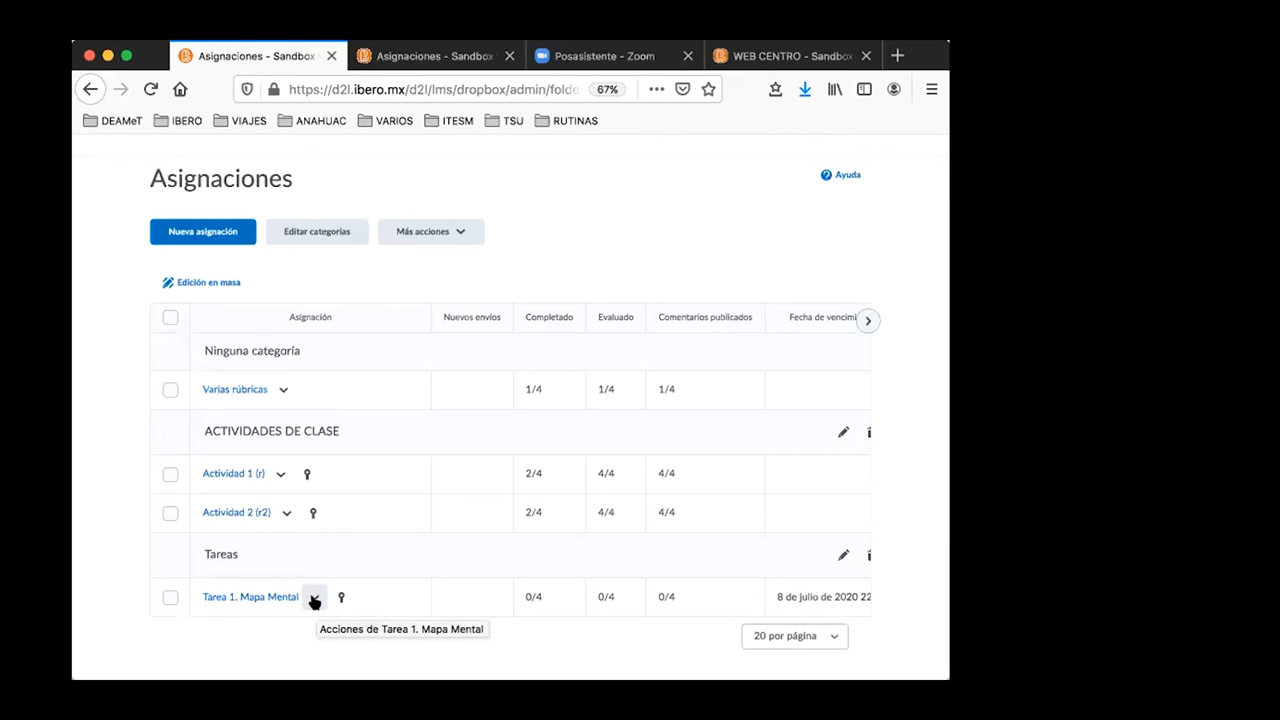 Asignaciones - Sandbox
Asignaciones - Sandbox
Posasistente - Zoom
WEB CENTRO - Sandbox
https://d2l.ibero.mx/d2l/lms/dropbox/admin/folde
67%
DEAMeT
IBERO
VIAJES
ANAHUAC
VARIOS
ITESM
TSU
RUTINAS
Asignaciones
Ayuda
Nueva asignación
Editar categorías
Más acciones
Edición en masa
Asignación
Nuevos envíos
Completado
Evaluado
Comentarios publicados
Fecha de vencimi
Ninguna categoría
Varias rúbricas
1/4
1/4
1/4
ACTIVIDADES DE CLASE
Actividad 1 (r)
2/4
4/4
4/4
Actividad 2 (r2)
2/4
4/4
4/4
Tareas
Tarea 1. Mapa Mental
0/4
0/4
0/4
8 de julio de 2020 22
Acciones de Tarea 1. Mapa Mental
20 por página